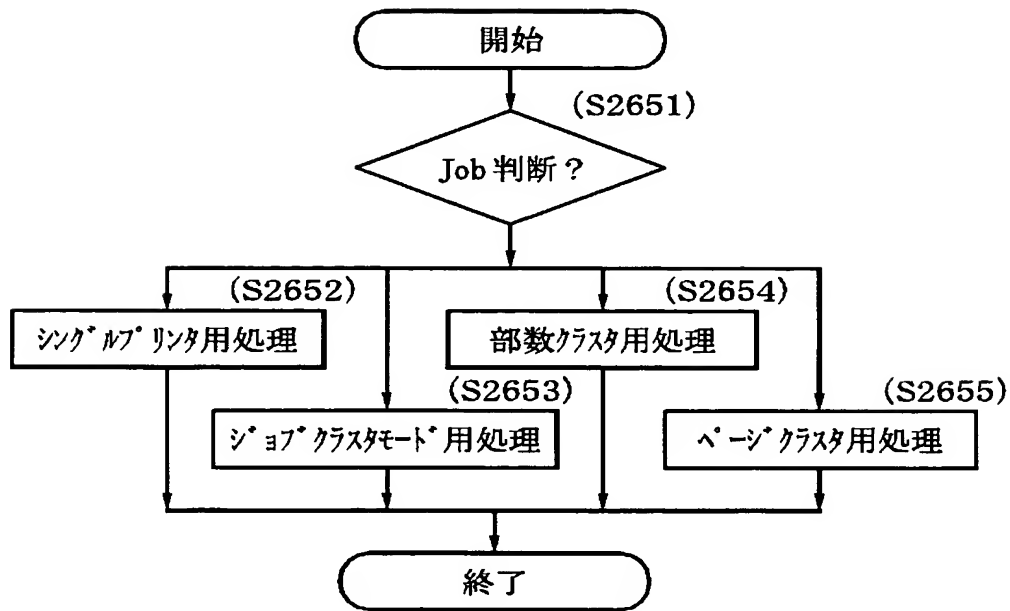 開始
(S2651)
Job判断？
(S2652)
(S2654)
ｼﾝｸﾞﾙﾌﾟﾘﾝﾀ用処理
部数ｸﾗｽﾀ用処理
(S2653)
(S2655)
ｼﾞｮﾌﾞｸﾗｽﾀﾓｰﾄﾞ用処理
ﾍﾟｰｼﾞｸﾗｽﾀ用処理
終了